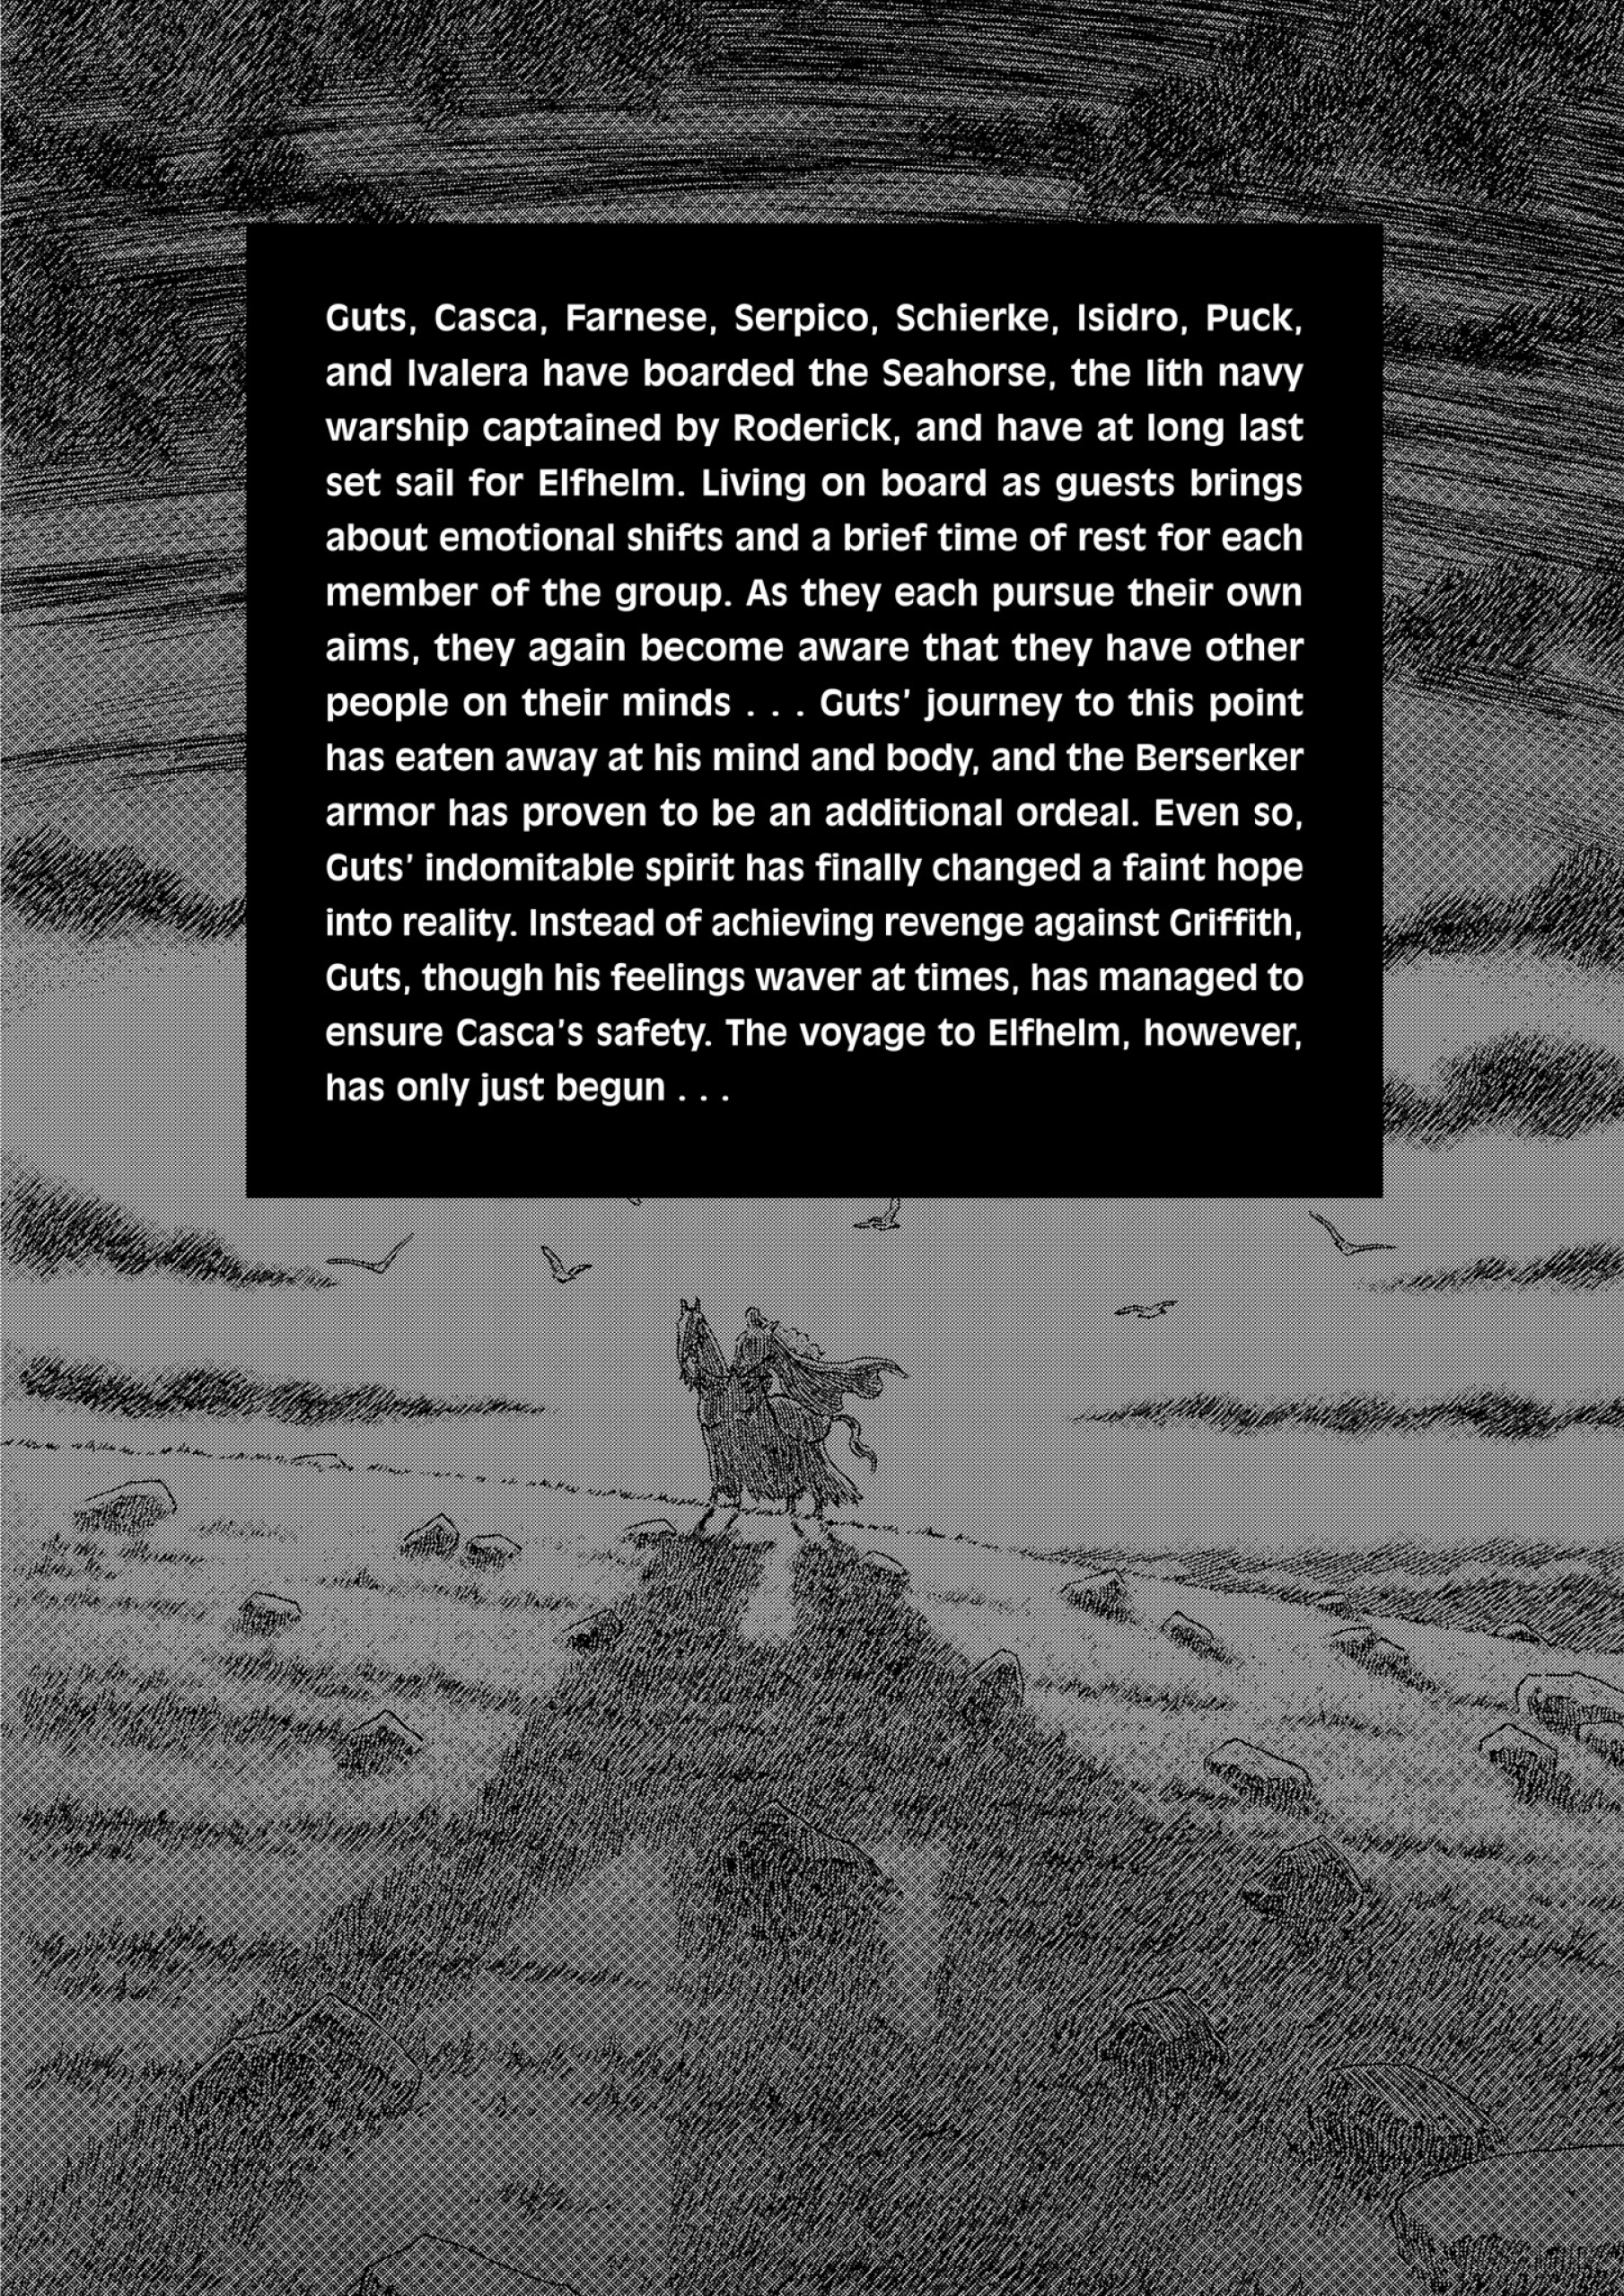 Guts, Casca, Farnese, Serpico, Schierke, Isidro, Puck,
and Ivalera have boarded the Seahorse, the Iith navy
warship captained by Roderick, and have at long last
set sail for Elfhelm. Living on board as guests brings
about emotional shifts and a brief time of rest for each
member of the group. As they each pursue their own
aims, they again become aware that they have other
people on their minds . . . Guts’ journey to this point
has eaten away at his mind and body, and the Berserker
armor has proven to be an additional ordeal. Even so,
Guts’ indomitable spirit has finally changed a faint hope
into reality. Instead of achieving revenge against Griffith,
Guts, though his feelings waver at times, has managed to
ensure Casca’s safety. The voyage to Elfhelm, however,
has only just begun . . .